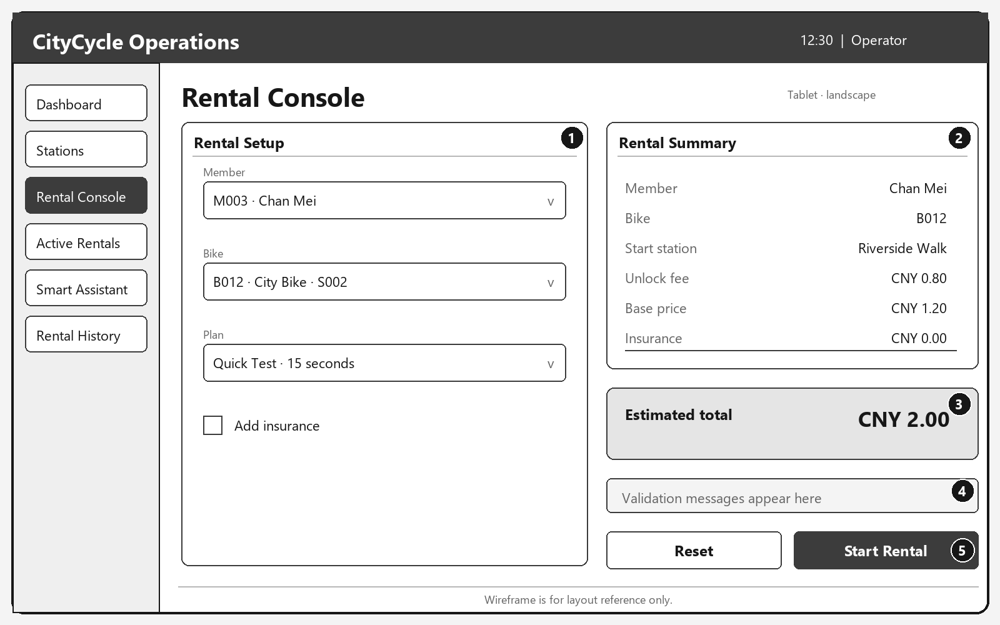 CityCycle Operations
12:30 | Operator
Dashboard
Stations
Rental Console
Active Rentals
Smart Assistant
Rental History
Rental Console
Tablet · landscape
Rental Setup
1
Member
M003 · Chan Mei v
Bike
B012 · City Bike · S002 v
Plan
Quick Test · 15 seconds v
Add insurance
Rental Summary
2
Member Chan Mei
Bike B012
Start station Riverside Walk
Unlock fee CNY 0.80
Base price CNY 1.20
Insurance CNY 0.00
3
Estimated total CNY 2.00
Validation messages appear here
4
Reset
Start Rental
5
Wireframe is for layout reference only.